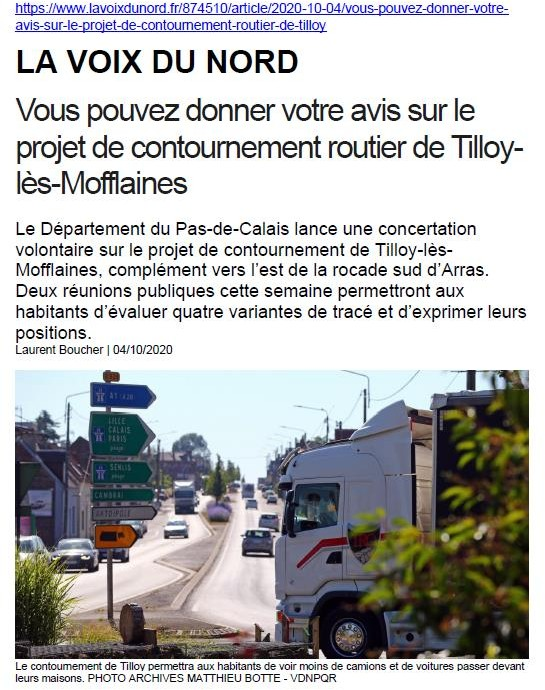 https://www.lavoixdunord.fr/874510/article/2020-10-04/vous-pouvez-donner-votre-
avis-sur-le-projet-de-contournement-routier-de-tilloy
LA VOIX DU NORD
Vous pouvez donner votre avis sur le
projet de contournement routier de Tilloy-
lès-Mofflaines
Le Département du Pas-de-Calais lance une concertation
volontaire sur le projet de contournement de Tilloy-lès-
Mofflaines, complément vers l'est de la rocade sud d'Arras.
Deux réunions publiques cette semaine permettront aux
habitants d'évaluer quatre variantes de tracé et d'exprimer leurs
positions.
Laurent Boucher | 04/10/2020
LILLE
CALAIS
PARIS
péage
SENLIS
péage
CAMBRAI
ARTOIPOLE
Le contournement de Tilloy permettra aux habitants de voir moins de camions et de voitures passer devant
leurs maisons. PHOTO ARCHIVES MATTHIEU BOTTE - VDNPQR